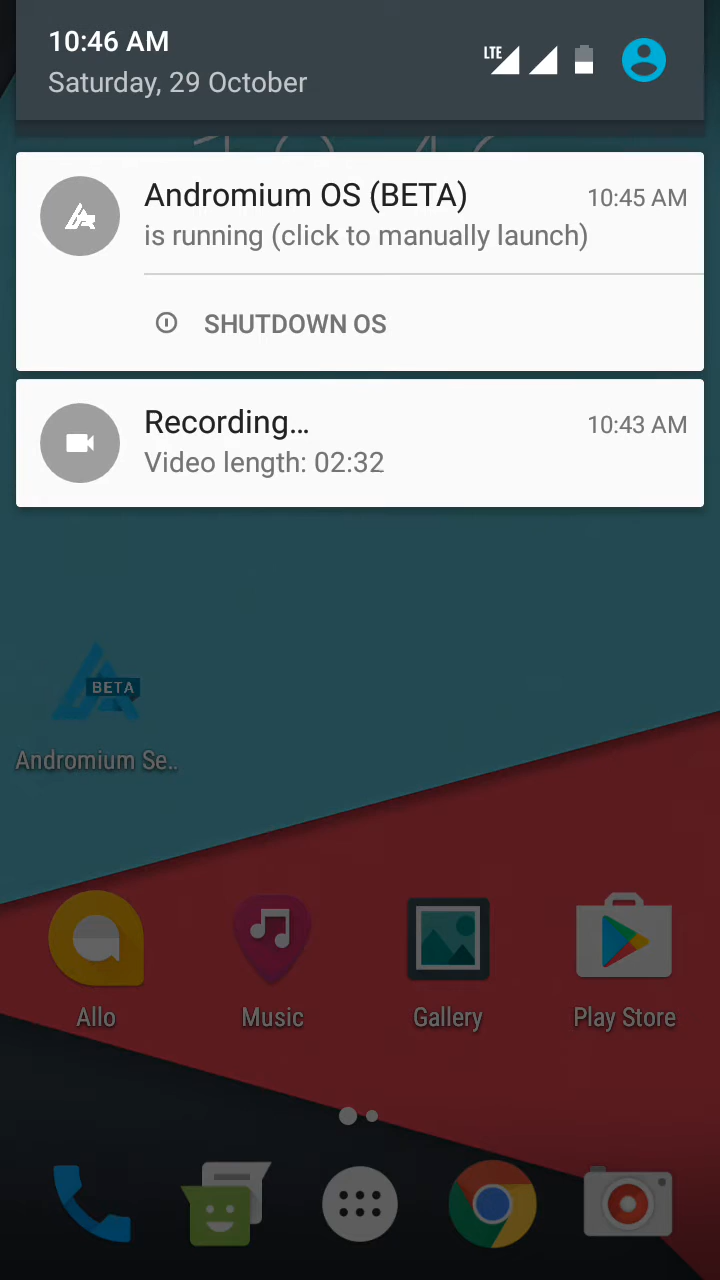 10:46 AM
Saturday, 29 October
LTE
Andromium OS (BETA)
10:45 AM
is running (click to manually launch)
SHUTDOWN OS
Recording...
10:43 AM
Video length: 02:32
BETA
Andromium Se..
Allo
Music
Gallery
Play Store